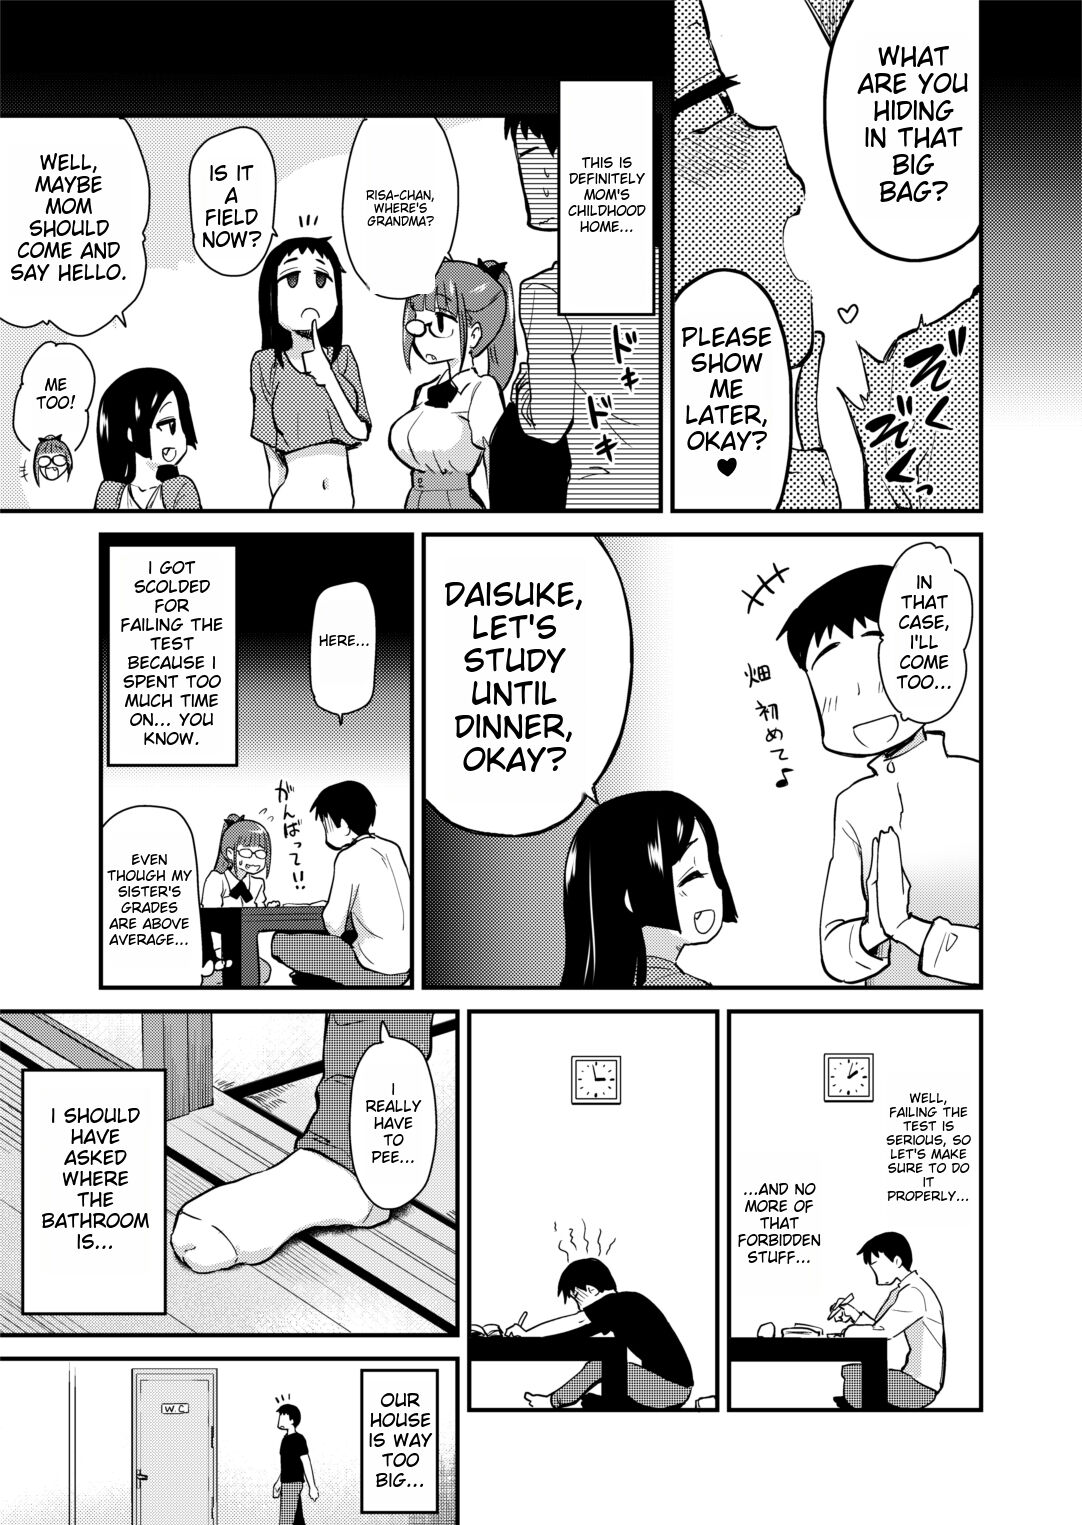 WHAT
ARE YOU
HIDING
IN THAT
BIG
BAG?
PLEASE
SHOW
ME
LATER,
OKAY?
♥
ぞくぞくっ
THIS IS
DEFINITELY
MOM'S
CHILDHOOD
HOME...
ドキドキ
RISA-CHAN,
WHERE'S
GRANDMA?
IS IT
A
FIELD
NOW?
WELL,
MAYBE
MOM
SHOULD
COME AND
SAY HELLO.
ME
TOO!
IN
THAT
CASE,
I'LL
COME
TOO...
畑
初めて♪
DAISUKE,
LET'S
STUDY
UNTIL
DINNER,
OKAY?
I GOT
SCOLDED
FOR
FAILING THE
TEST
BECAUSE I
SPENT TOO
MUCH TIME
ON... YOU
KNOW.
HERE...
がんばって!!
EVEN
THOUGH MY
SISTER'S
GRADES
ARE ABOVE
AVERAGE...
WELL,
FAILING THE
TEST IS
SERIOUS, SO
LET'S MAKE
SURE TO DO
IT
PROPERLY...
...AND NO
MORE OF
THAT
FORBIDDEN
STUFF...
I
REALLY
HAVE
TO
PEE...
I SHOULD
HAVE
ASKED
WHERE
THE
BATHROOM
IS...
OUR
HOUSE
IS WAY
TOO
BIG...
W.C